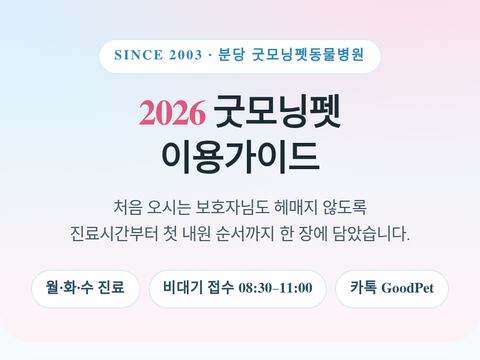 SINCE 2003 · 분당 굿모닝펫동물병원
2026 굿모닝펫
이용가이드
처음 오시는 보호자님도 헤매지 않도록
진료시간부터 첫 내원 순서까지 한 장에 담았습니다.
월·화·수 진료
비대기 접수 08:30–11:00
카톡 GoodPet